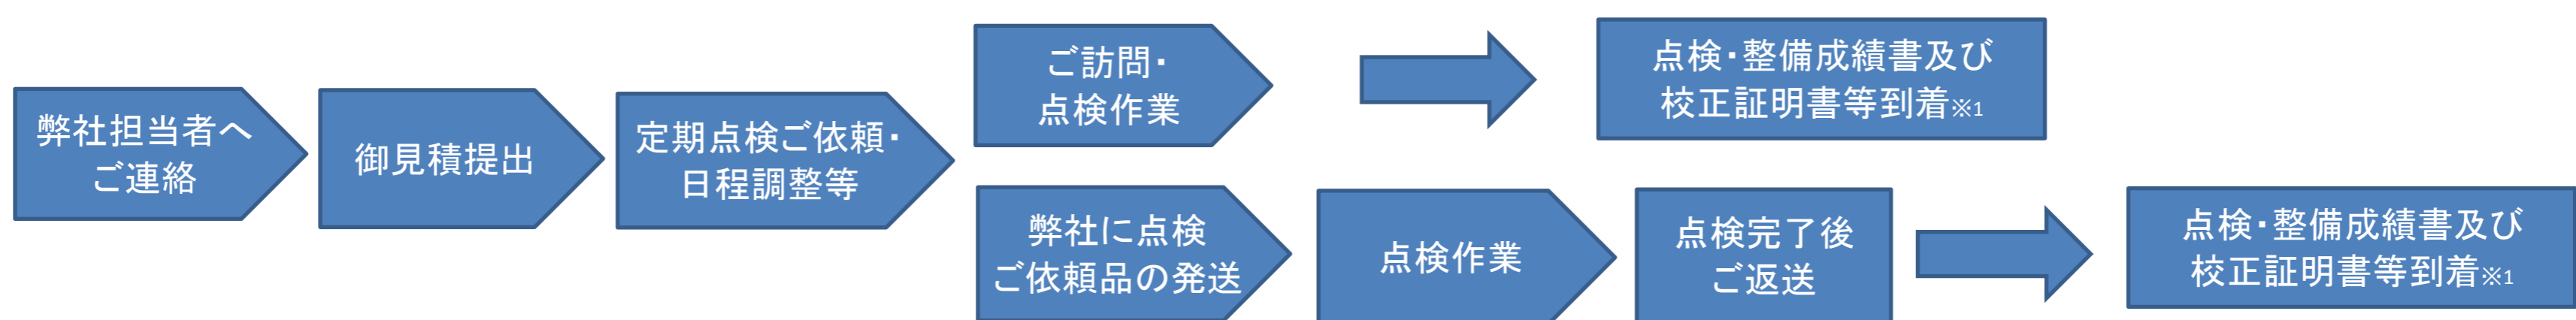 弊社担当者へ
ご連絡
御見積提出
定期点検ご依頼・
日程調整等
ご訪問・
点検作業
点検・整備成績書及び
校正証明書等到着※1
弊社に点検
ご依頼品の発送
点検作業
点検完了後
ご返送
点検・整備成績書及び
校正証明書等到着※1